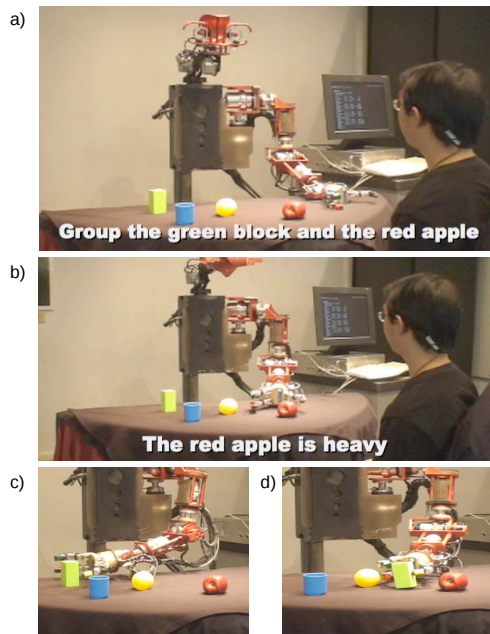 a)
Group the green block and the red apple
b)
The red apple is heavy
c)
d)